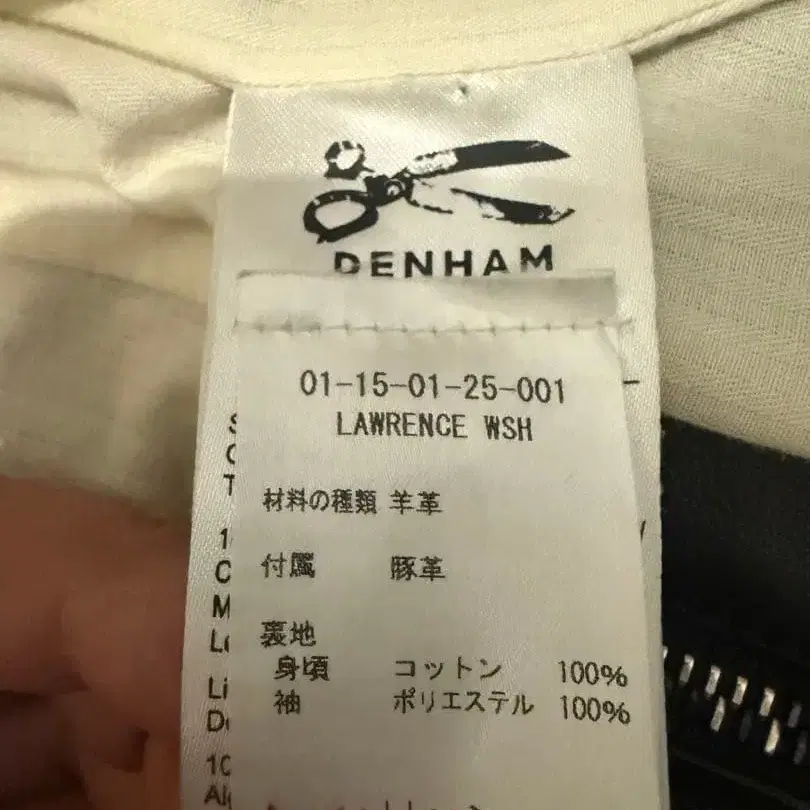 DENHAM
01-15-01-25-001
LAWRENCE WSH
材料の種類 羊革
付属 豚革
裏地
身頃 コットン 100%
袖 ポリエステル 100%